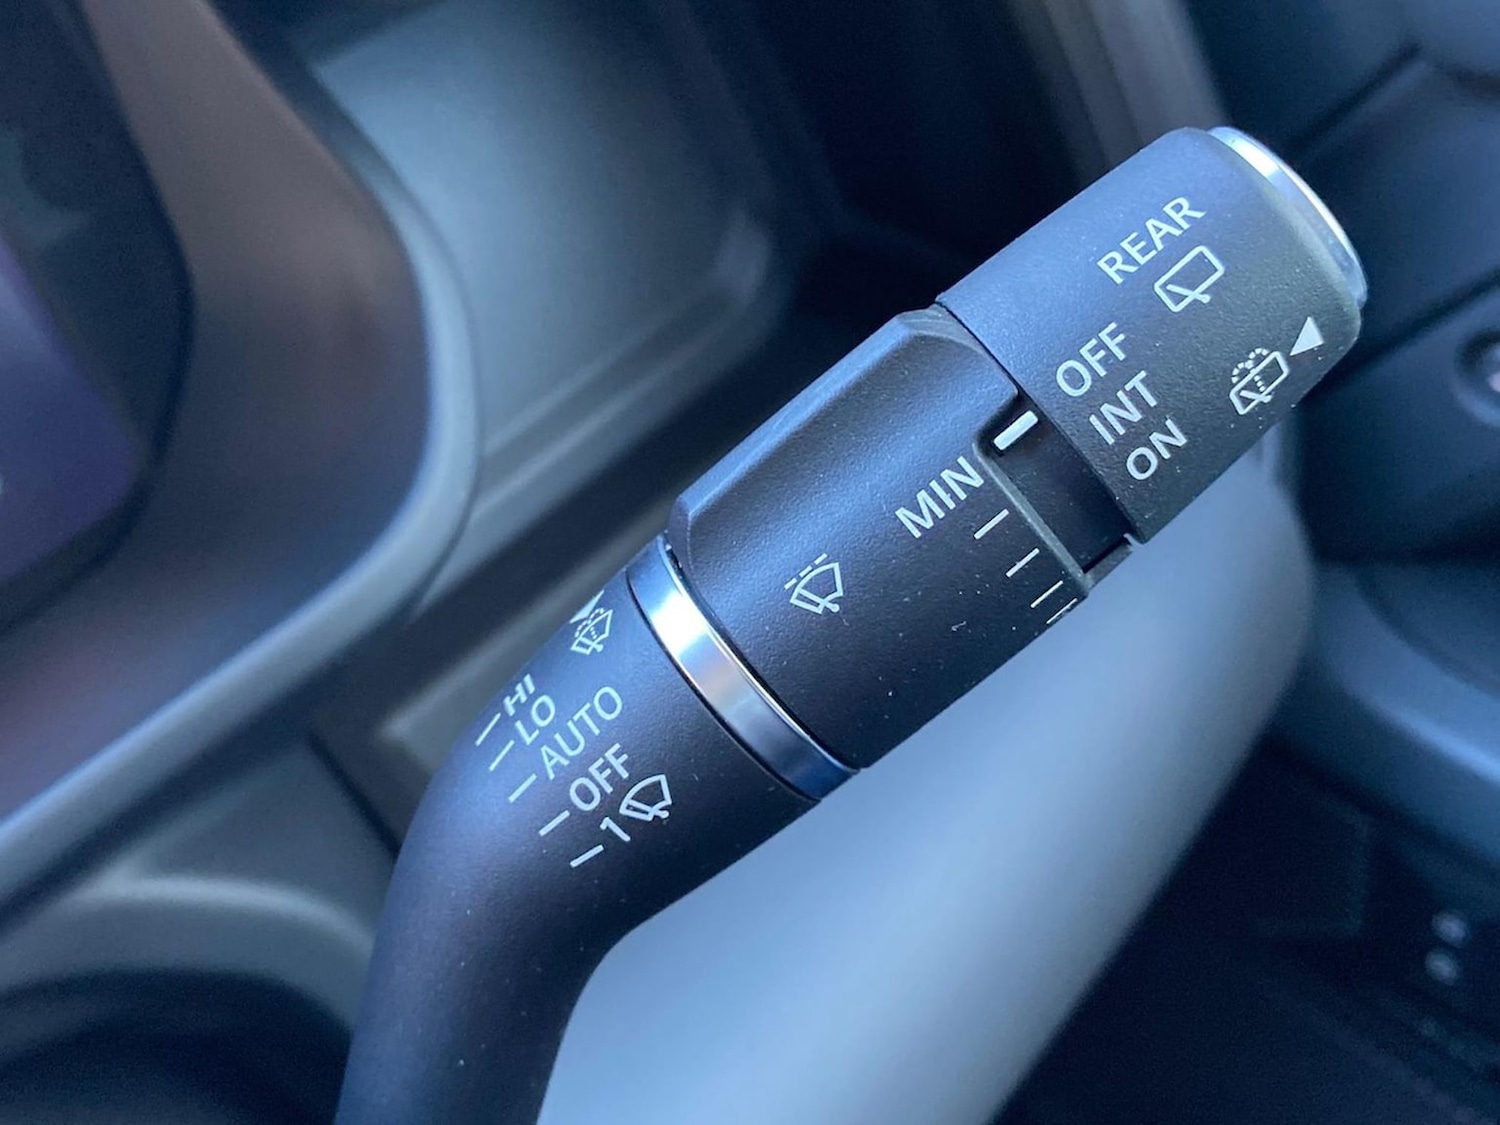 REAR
OFF
INT
ON
MIN
HI
LO
AUTO
OFF
1